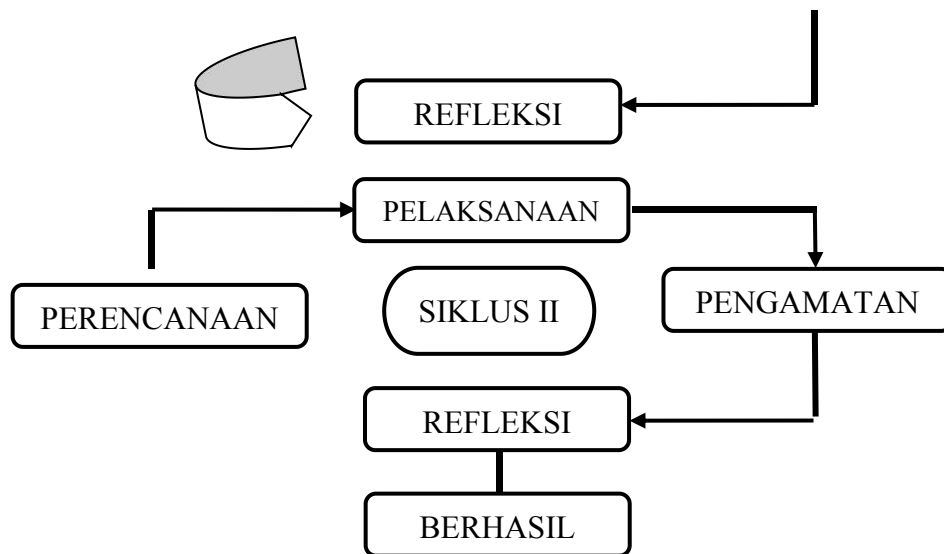 REFLEKSI
PELAKSANAAN
PERENCANAAN
SIKLUS II
PENGAMATAN
REFLEKSI
BERHASIL